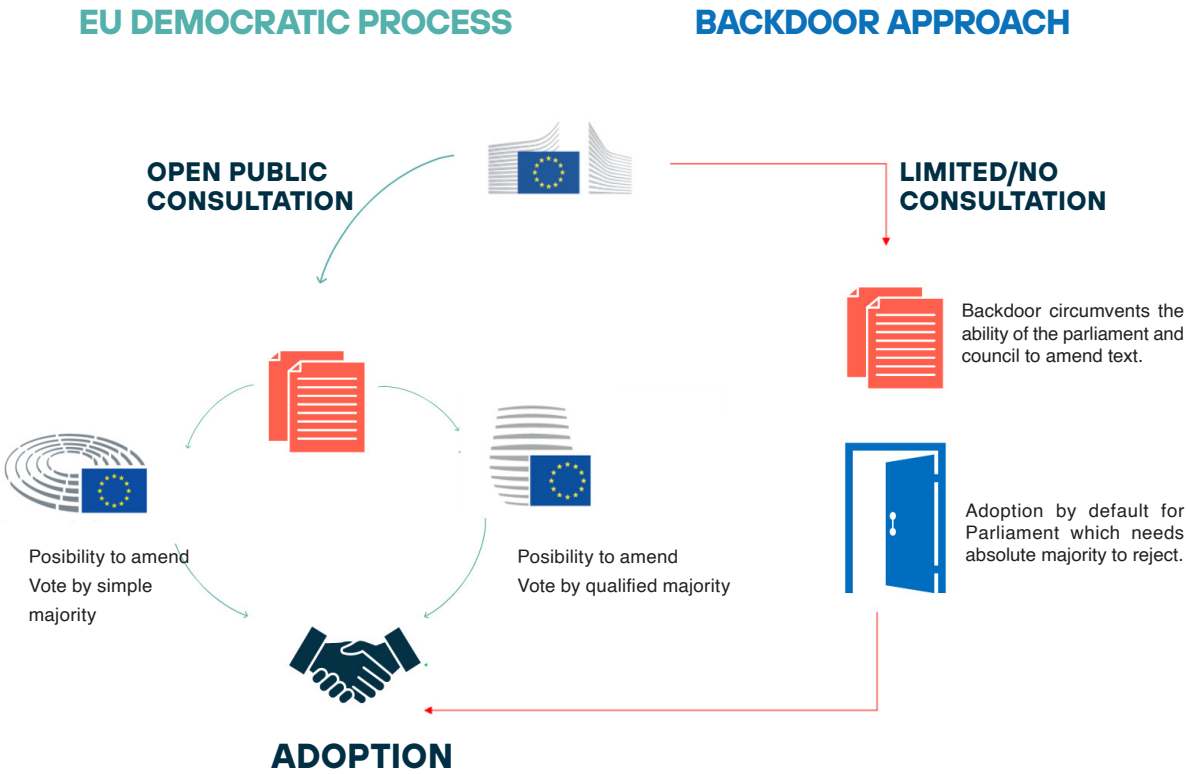 EU DEMOCRATIC PROCESS
BACKDOOR APPROACH
OPEN PUBLIC
CONSULTATION
LIMITED/NO
CONSULTATION
Backdoor circumvents the
ability of the parliament and
council to amend text.
Posibility to amend
Vote by simple
majority
Posibility to amend
Vote by qualified majority
Adoption by default for
Parliament which needs
absolute majority to reject.
ADOPTION